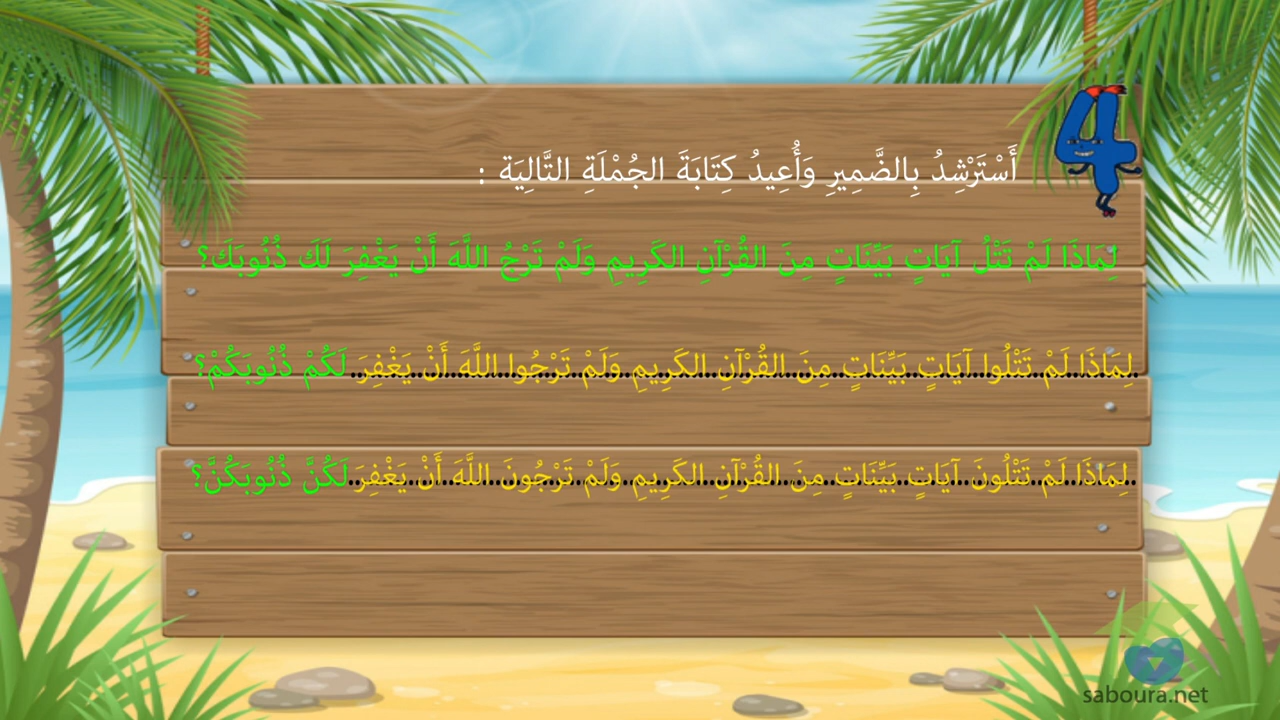 4
أَسْتَرْشِدُ بِالضَّمِيرِ وَأُعِيدُ كِتَابَةَ الجُمْلَةِ التَّالِيَة :
لِمَاذَا لَمْ تَتْلُ آيَاتٍ بَيِّنَاتٍ مِنَ القُرْآنِ الكَرِيمِ وَلَمْ تَرْجُ اللَّهَ أَنْ يَغْفِرَ لَكَ ذُنُوبَكَ؟
لِمَاذَا لَمْ تَتْلُوا آيَاتٍ بَيِّنَاتٍ مِنَ القُرْآنِ الكَرِيمِ وَلَمْ تَرْجُوا اللَّهَ أَنْ يَغْفِرَ لَكُمْ ذُنُوبَكُمْ؟
لِمَاذَا لَمْ تَتْلُونَ آيَاتٍ بَيِّنَاتٍ مِنَ القُرْآنِ الكَرِيمِ وَلَمْ تَرْجُونَ اللَّهَ أَنْ يَغْفِرَ لَكُنَّ ذُنُوبَكُنَّ؟
saboura.net